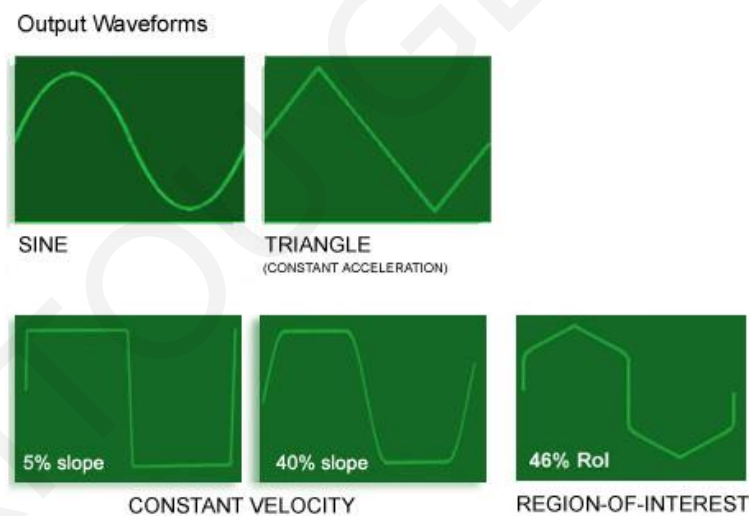 Output Waveforms
SINE
TRIANGLE
(CONSTANT ACCELERATION)
5% slope
40% slope
46% RoI
CONSTANT VELOCITY
REGION-OF-INTEREST